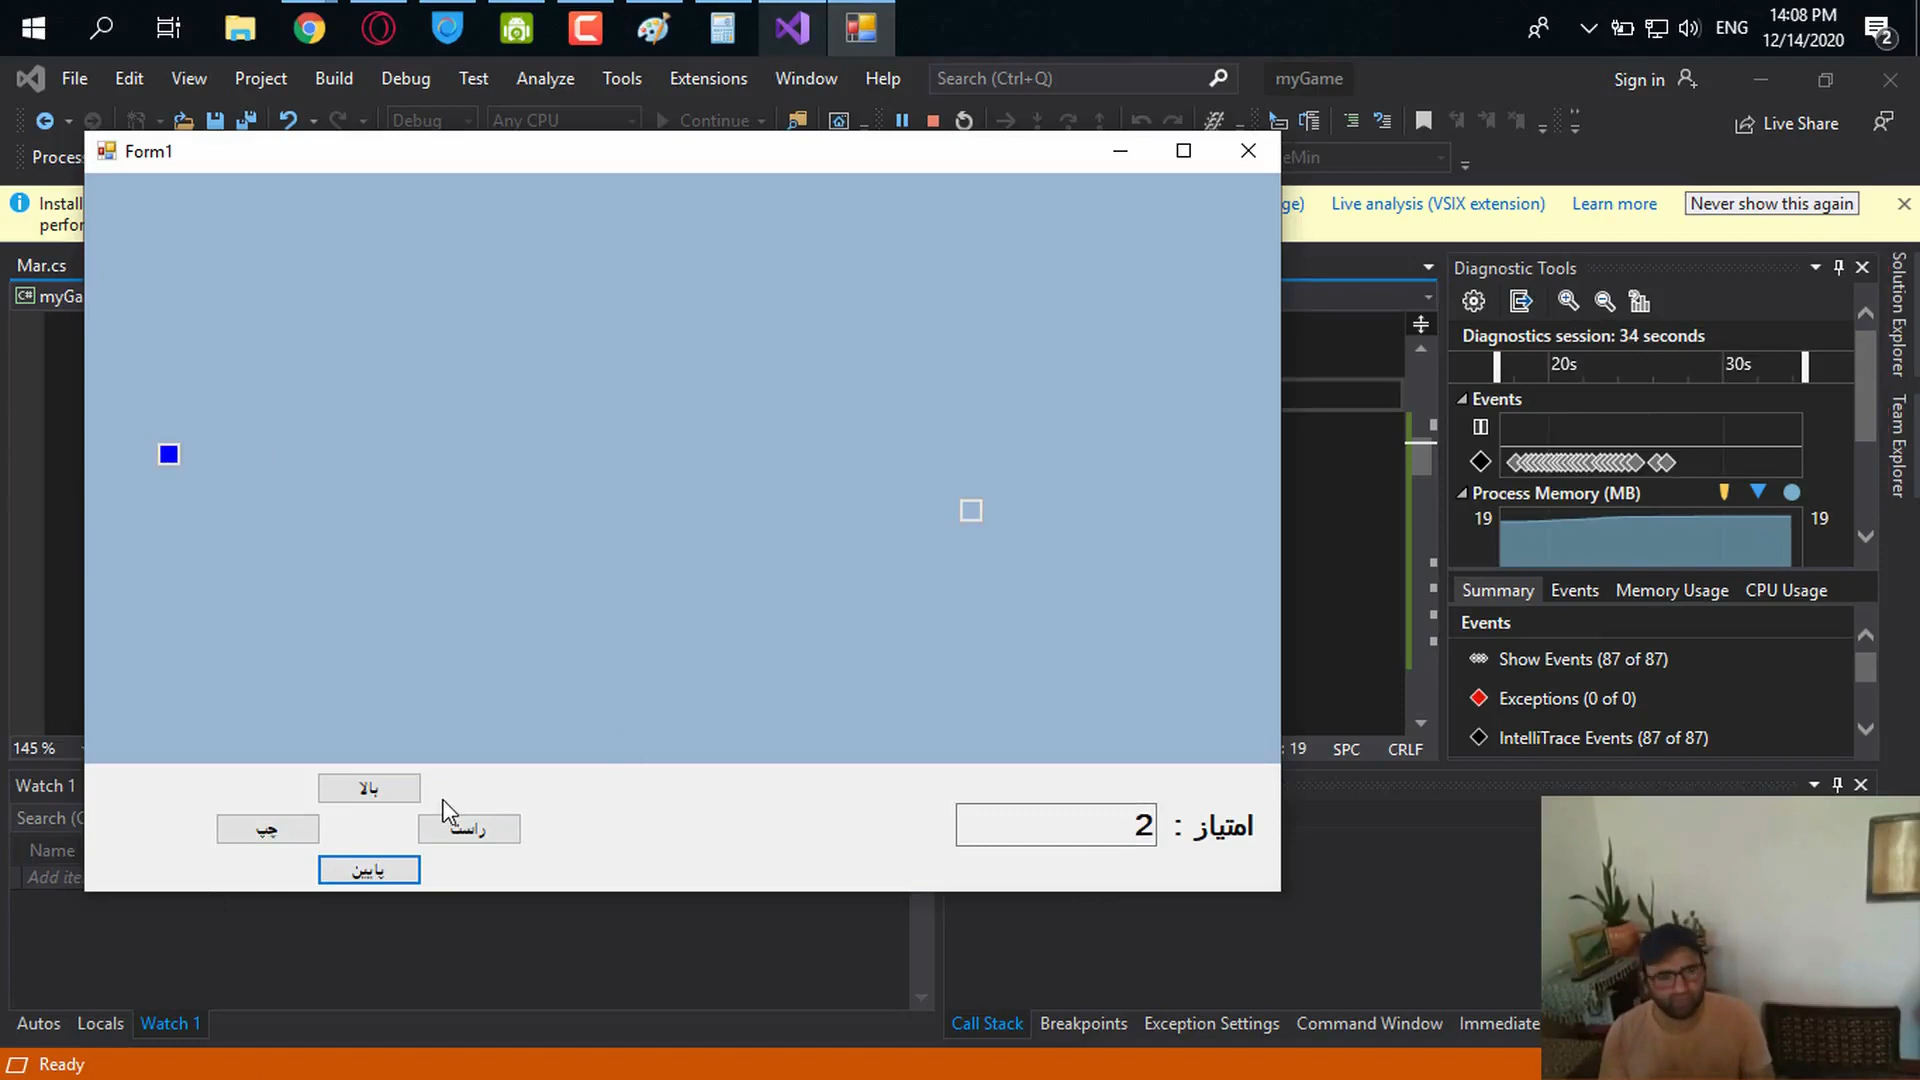 ENG
14:08 PM
12/14/2020
2
File Edit View Project Build Debug Test Analyze Tools Extensions Window Help
Search (Ctrl+Q)
myGame
Sign in
Debug
Any CPU
Continue
Live Share
Form1
Install
perfor
Live analysis (VSIX extension)
Learn more
Never show this again
Mar.cs
C#
Diagnostic Tools
Diagnostics session: 34 seconds
20s
30s
Events
Process Memory (MB)
19
19
Summary
Events
Memory Usage
CPU Usage
Events
Show Events (87 of 87)
Exceptions (0 of 0)
IntelliTrace Events (87 of 87)
Solution Explorer
Team Explorer
145 %
: 19
SPC
CRLF
بالا
چپ
راست
پایین
امتیاز :
2
Watch 1
Name
Autos
Locals
Watch 1
Call Stack
Breakpoints
Exception Settings
Command Window
Immediate
Ready